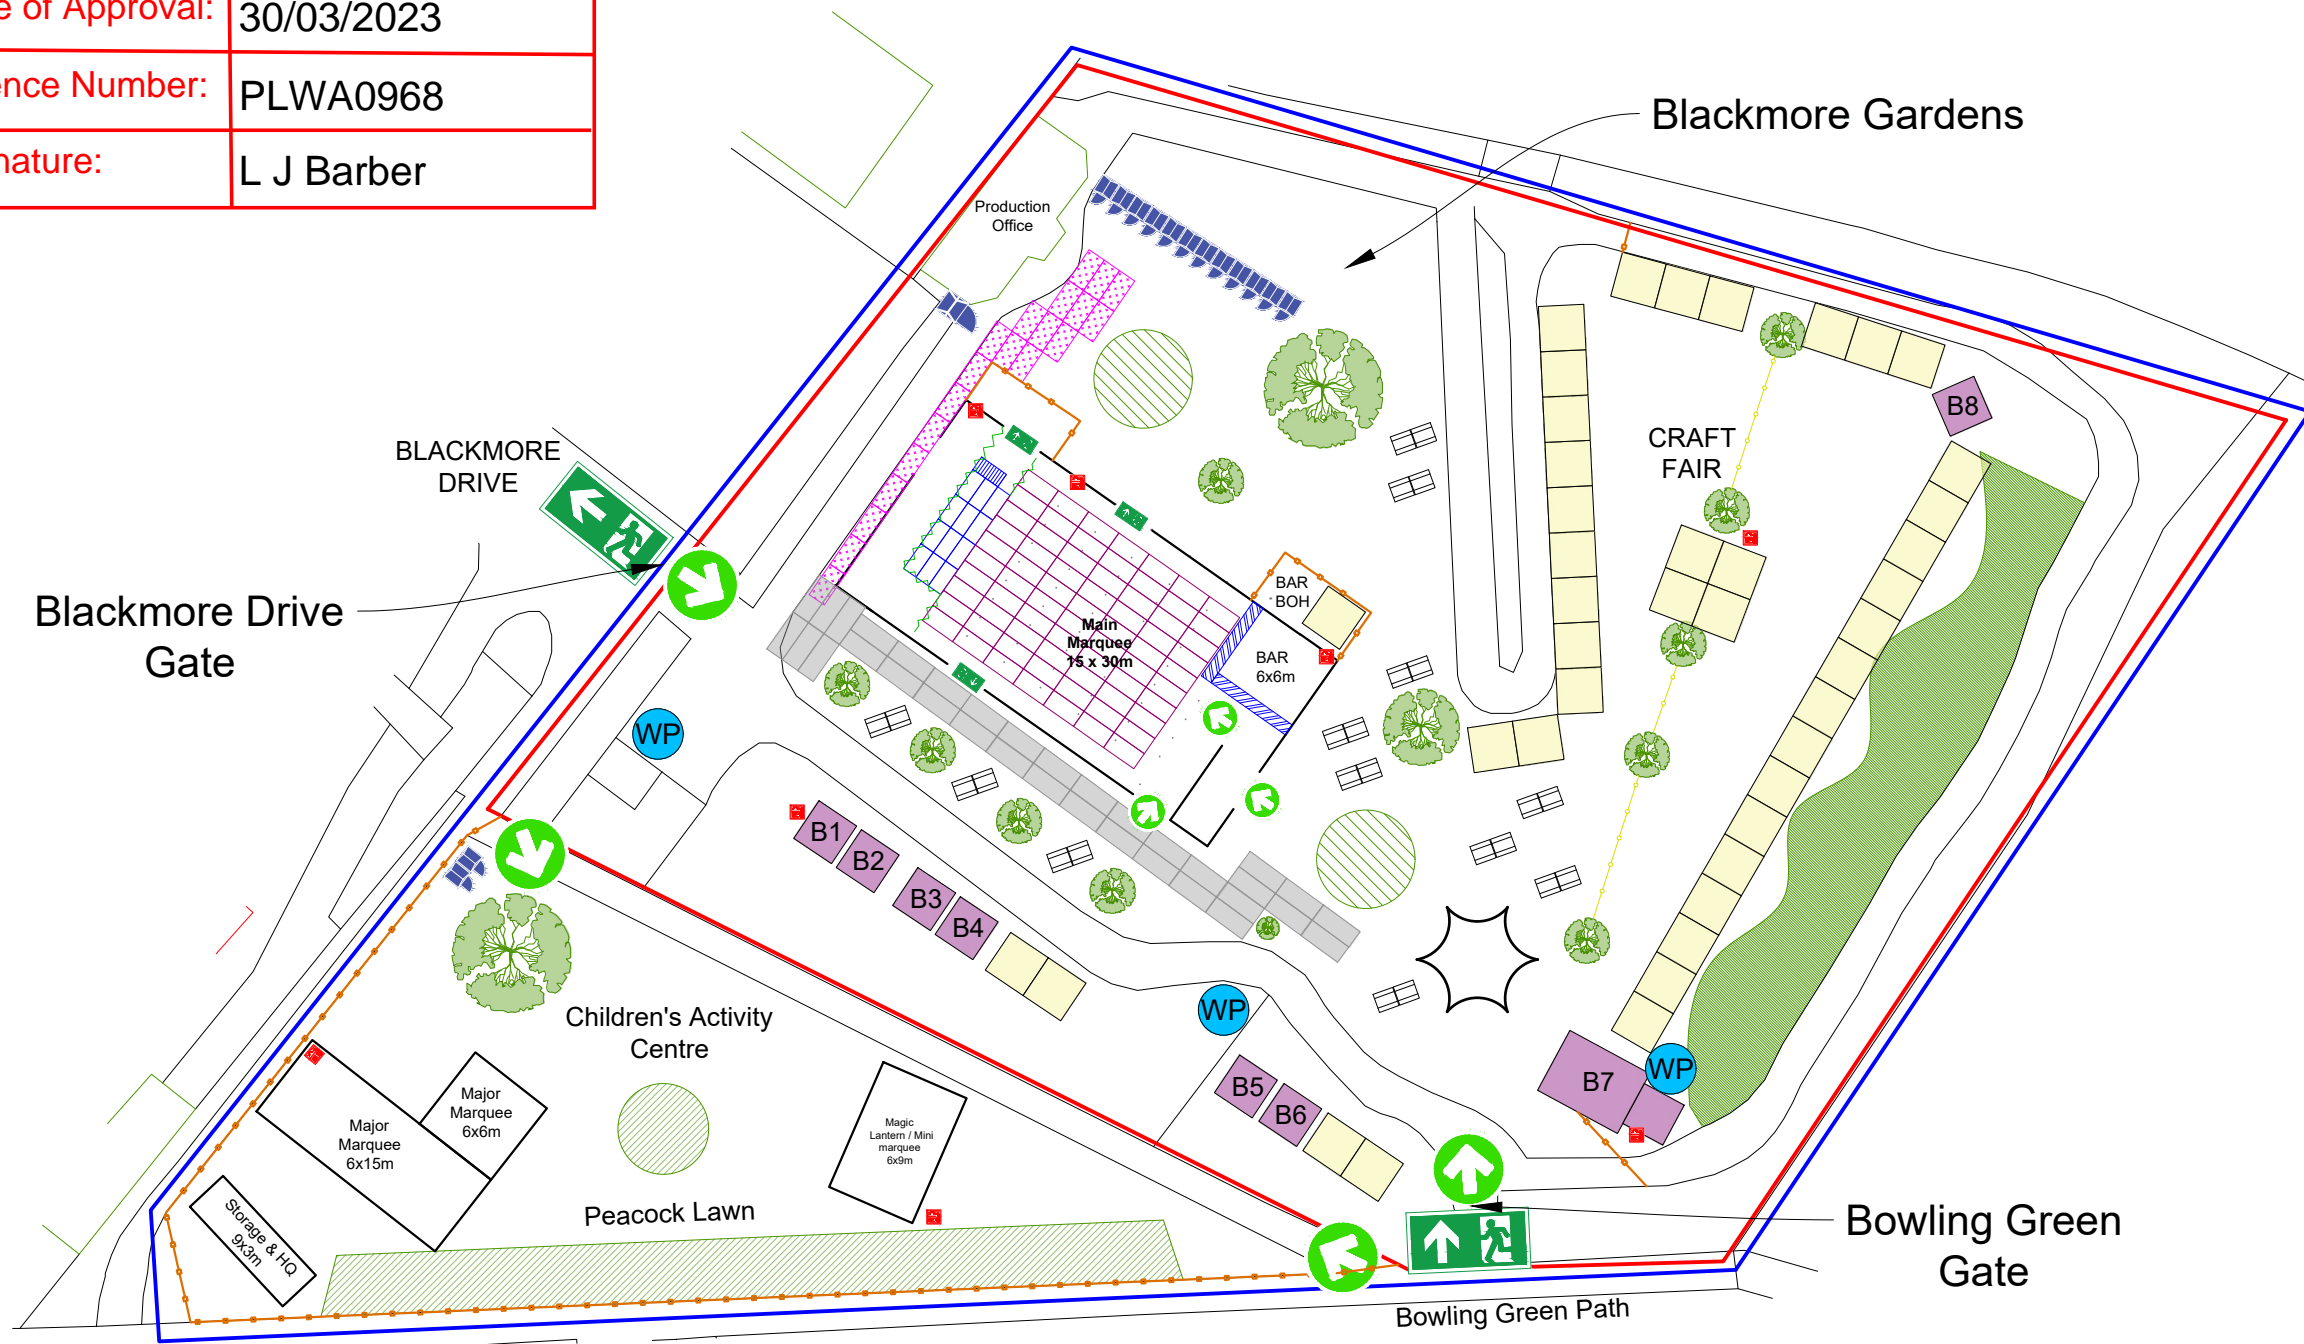 e of Approval: 30/03/2023
ence Number: PLWA0968
nature: L J Barber
Blackmore Gardens
Production
Office
BLACKMORE
DRIVE
Blackmore Drive
Gate
CRAFT
FAIR
B8
BAR
BOH
BAR
6x6m
Main
Marquee
15 x 30m
WP
B1
B2
B3
B4
WP
B5
B6
B7
WP
Children's Activity
Centre
Major
Marquee
6x6m
Major
Marquee
6x15m
Magic
Lantern / Mini
marquee
6x9m
Storage & HQ
9x3m
Peacock Lawn
Bowling Green
Gate
Bowling Green Path